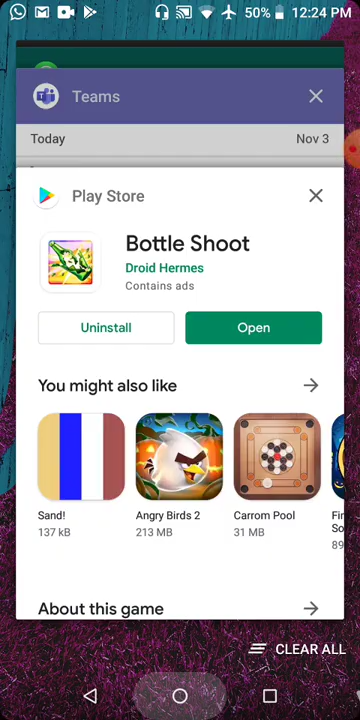 50% 12:24 PM
Teams
Today Nov 3
Play Store
Bottle Shoot
Droid Hermes
Contains ads
Uninstall Open
You might also like
Sand! Angry Birds 2 Carrom Pool
137 kB 213 MB 31 MB
About this game
CLEAR ALL